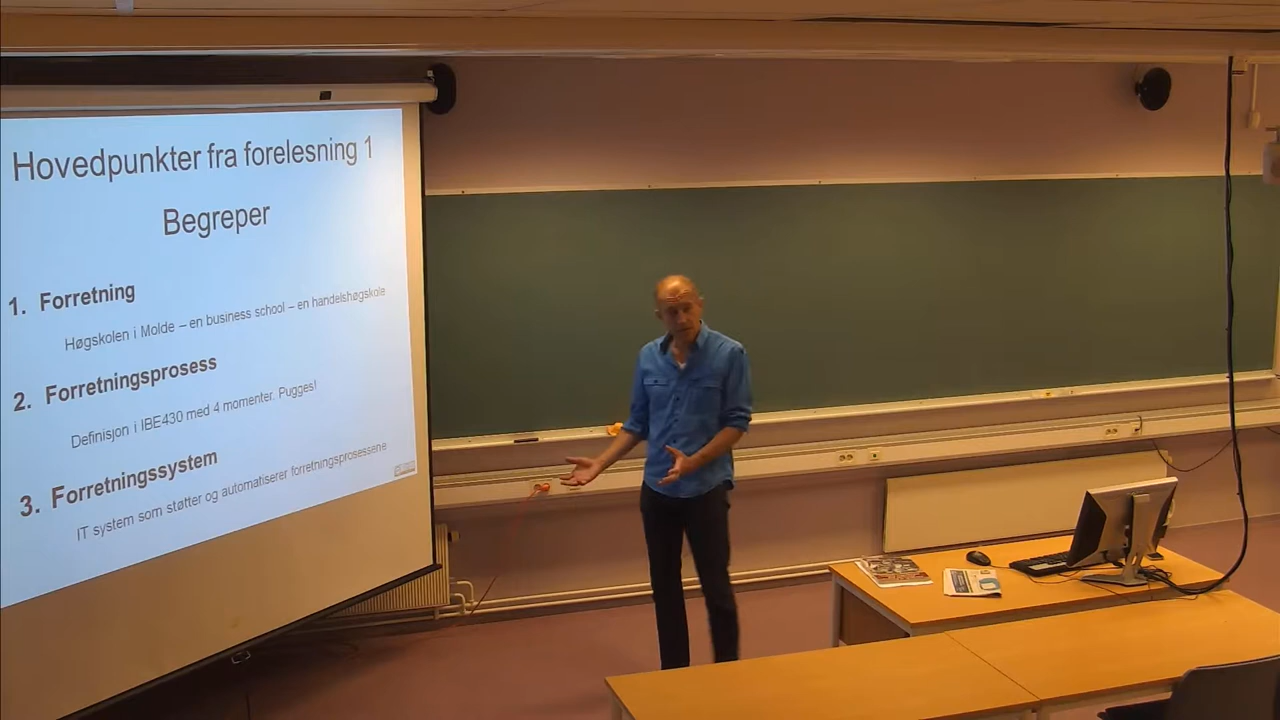 Hovedpunkter fra forelesning 1
Begreper
1. Forretning
Høgskolen i Molde – en business school – en handelshøgskole
2. Forretningsprosess
Definisjon i IBE430 med 4 momenter. Pugges!
3. Forretningssystem
IT system som støtter og automatiserer forretningsprosessene